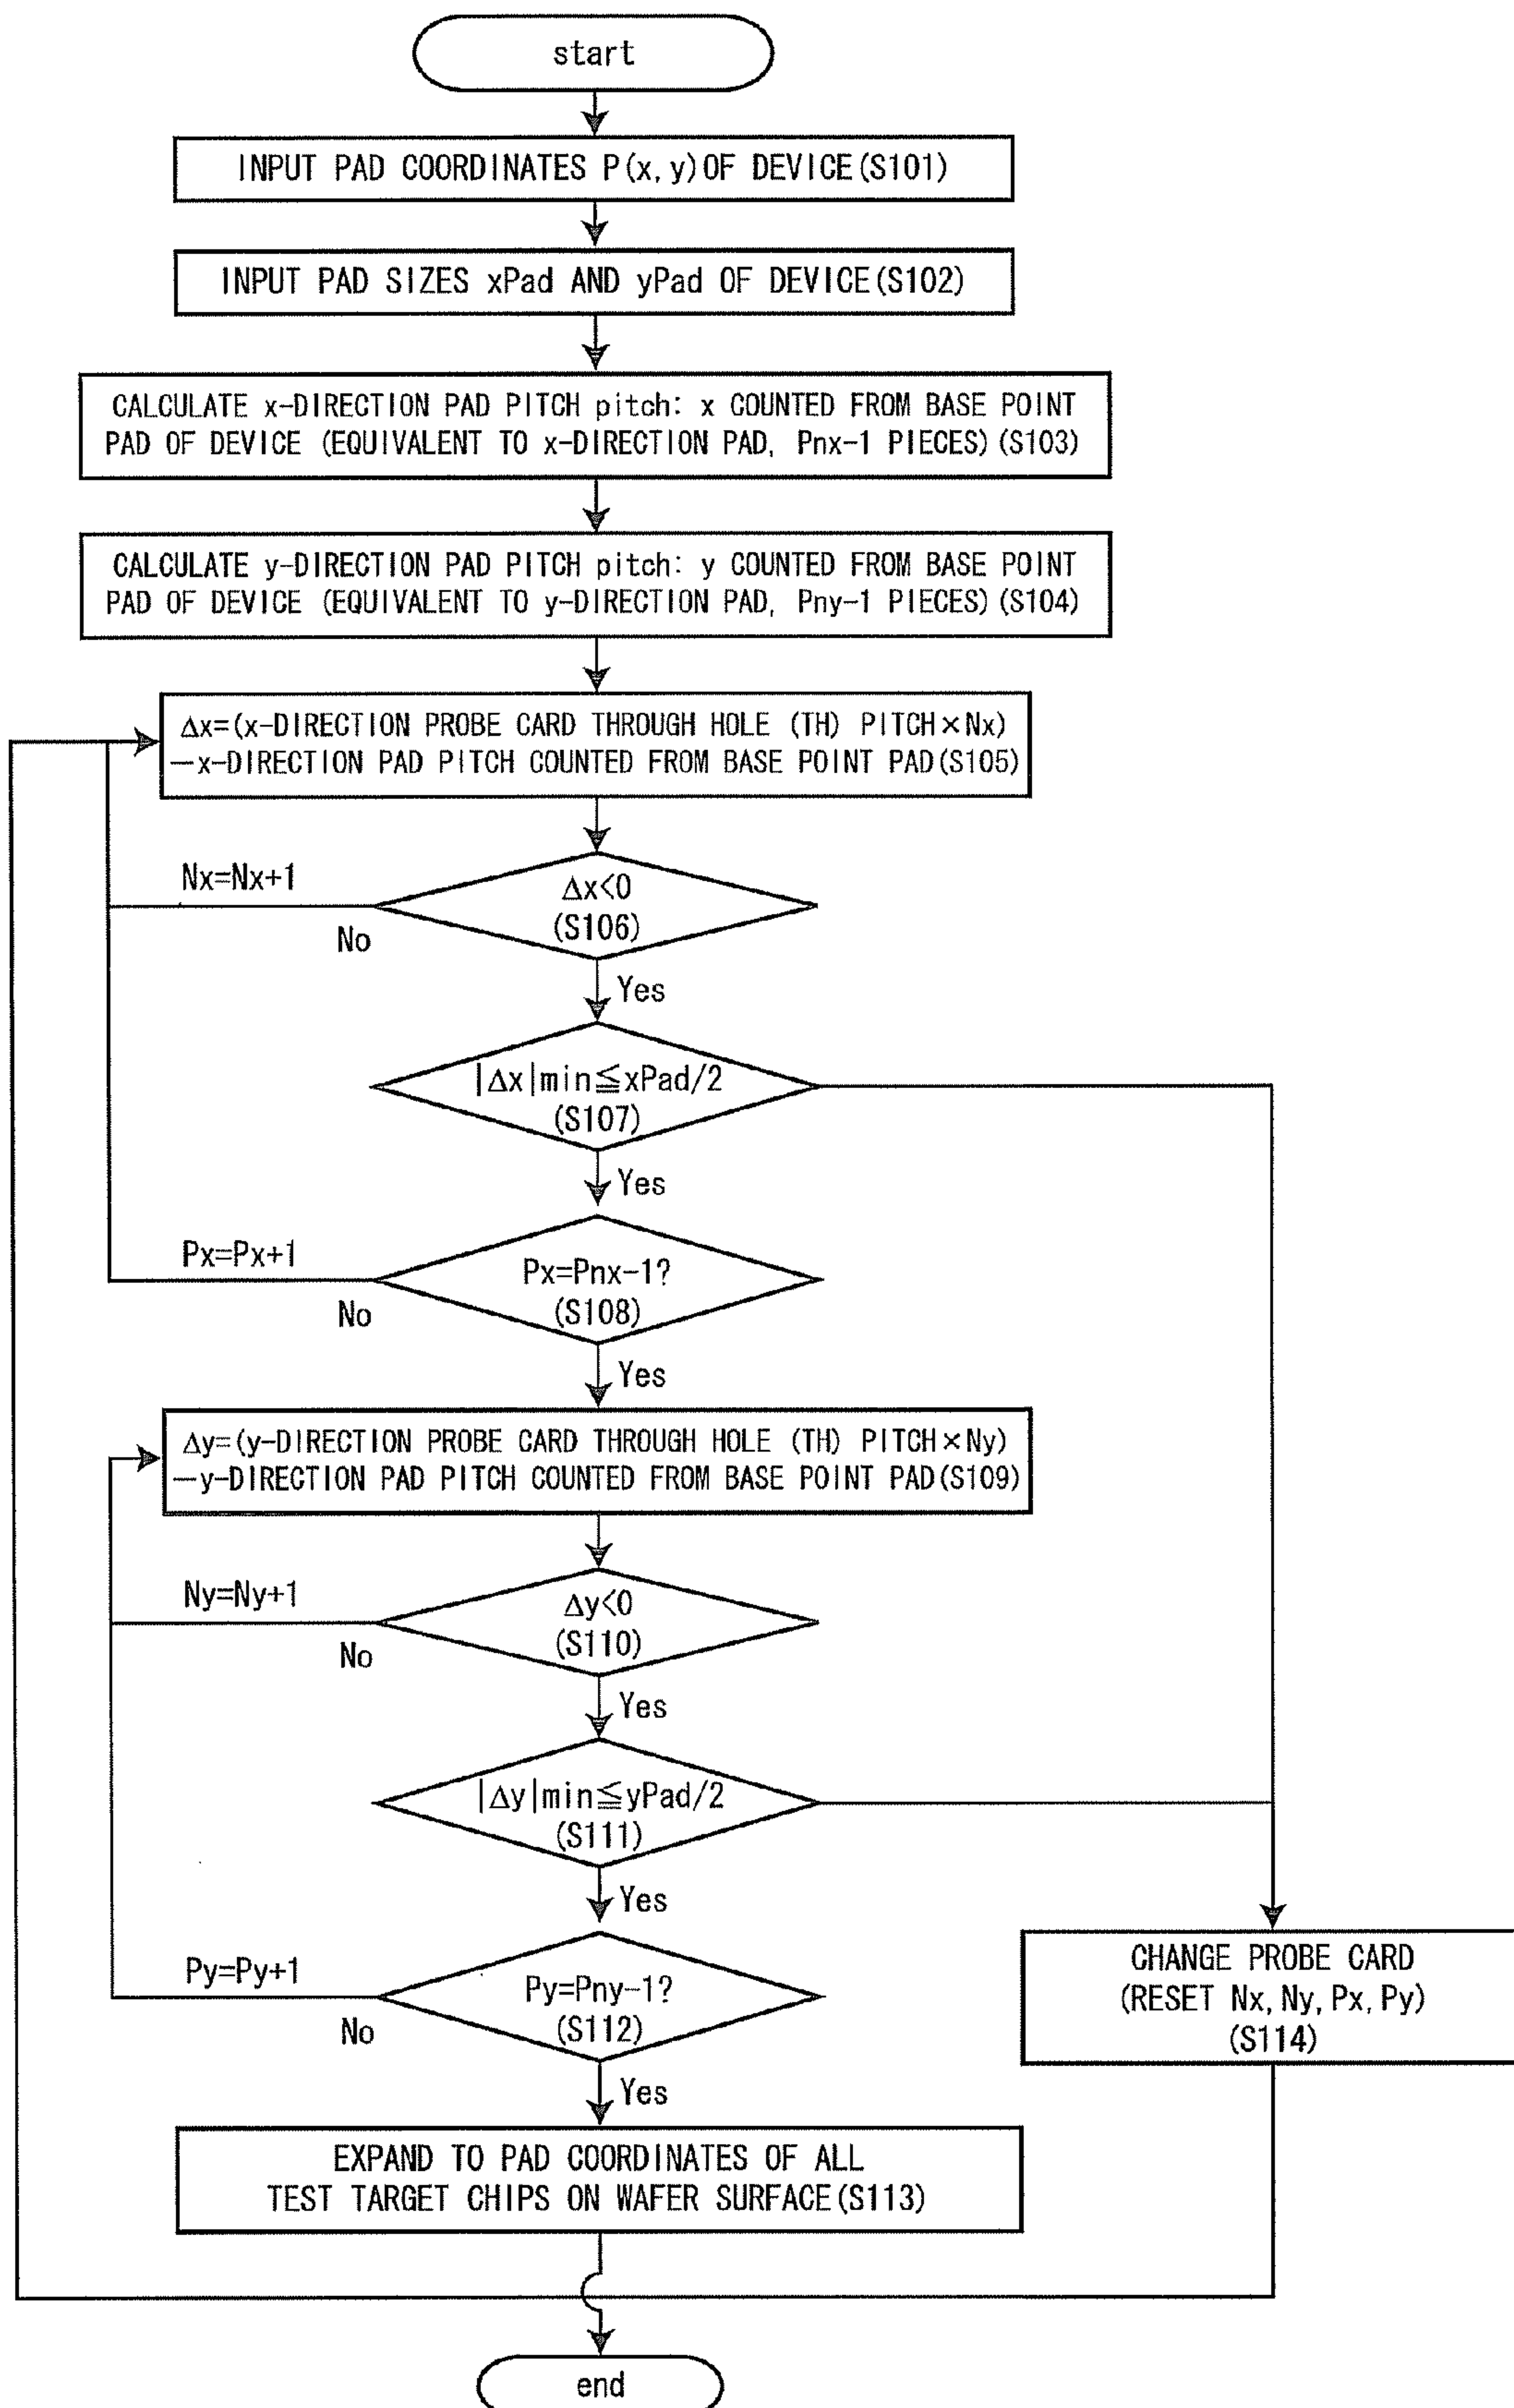 start
INPUT PAD COORDINATES P(x,y)OF DEVICE(S101)
INPUT PAD SIZES xPad AND yPad OF DEVICE(S102)
CALCULATE x-DIRECTION PAD PITCH pitch: x COUNTED FROM BASE POINT
PAD OF DEVICE (EQUIVALENT TO x-DIRECTION PAD, Pnx-1 PIECES)(S103)
CALCULATE y-DIRECTION PAD PITCH pitch: y COUNTED FROM BASE POINT
PAD OF DEVICE (EQUIVALENT TO y-DIRECTION PAD, Pny-1 PIECES)(S104)
Δx=(x-DIRECTION PROBE CARD THROUGH HOLE (TH) PITCH×Nx)
—x-DIRECTION PAD PITCH COUNTED FROM BASE POINT PAD(S105)
Nx=Nx+1
Δx<0
(S106)
No
Yes
|Δx|min≦xPad/2
(S107)
Yes
Px=Px+1
Px=Pnx-1?
(S108)
No
Yes
Δy=(y-DIRECTION PROBE CARD THROUGH HOLE (TH) PITCH×Ny)
—y-DIRECTION PAD PITCH COUNTED FROM BASE POINT PAD(S109)
Ny=Ny+1
Δy<0
(S110)
No
Yes
|Δy|min≦yPad/2
(S111)
Yes
Py=Py+1
Py=Pny-1?
(S112)
No
Yes
CHANGE PROBE CARD
(RESET Nx, Ny, Px, Py)
(S114)
EXPAND TO PAD COORDINATES OF ALL
TEST TARGET CHIPS ON WAFER SURFACE(S113)
end